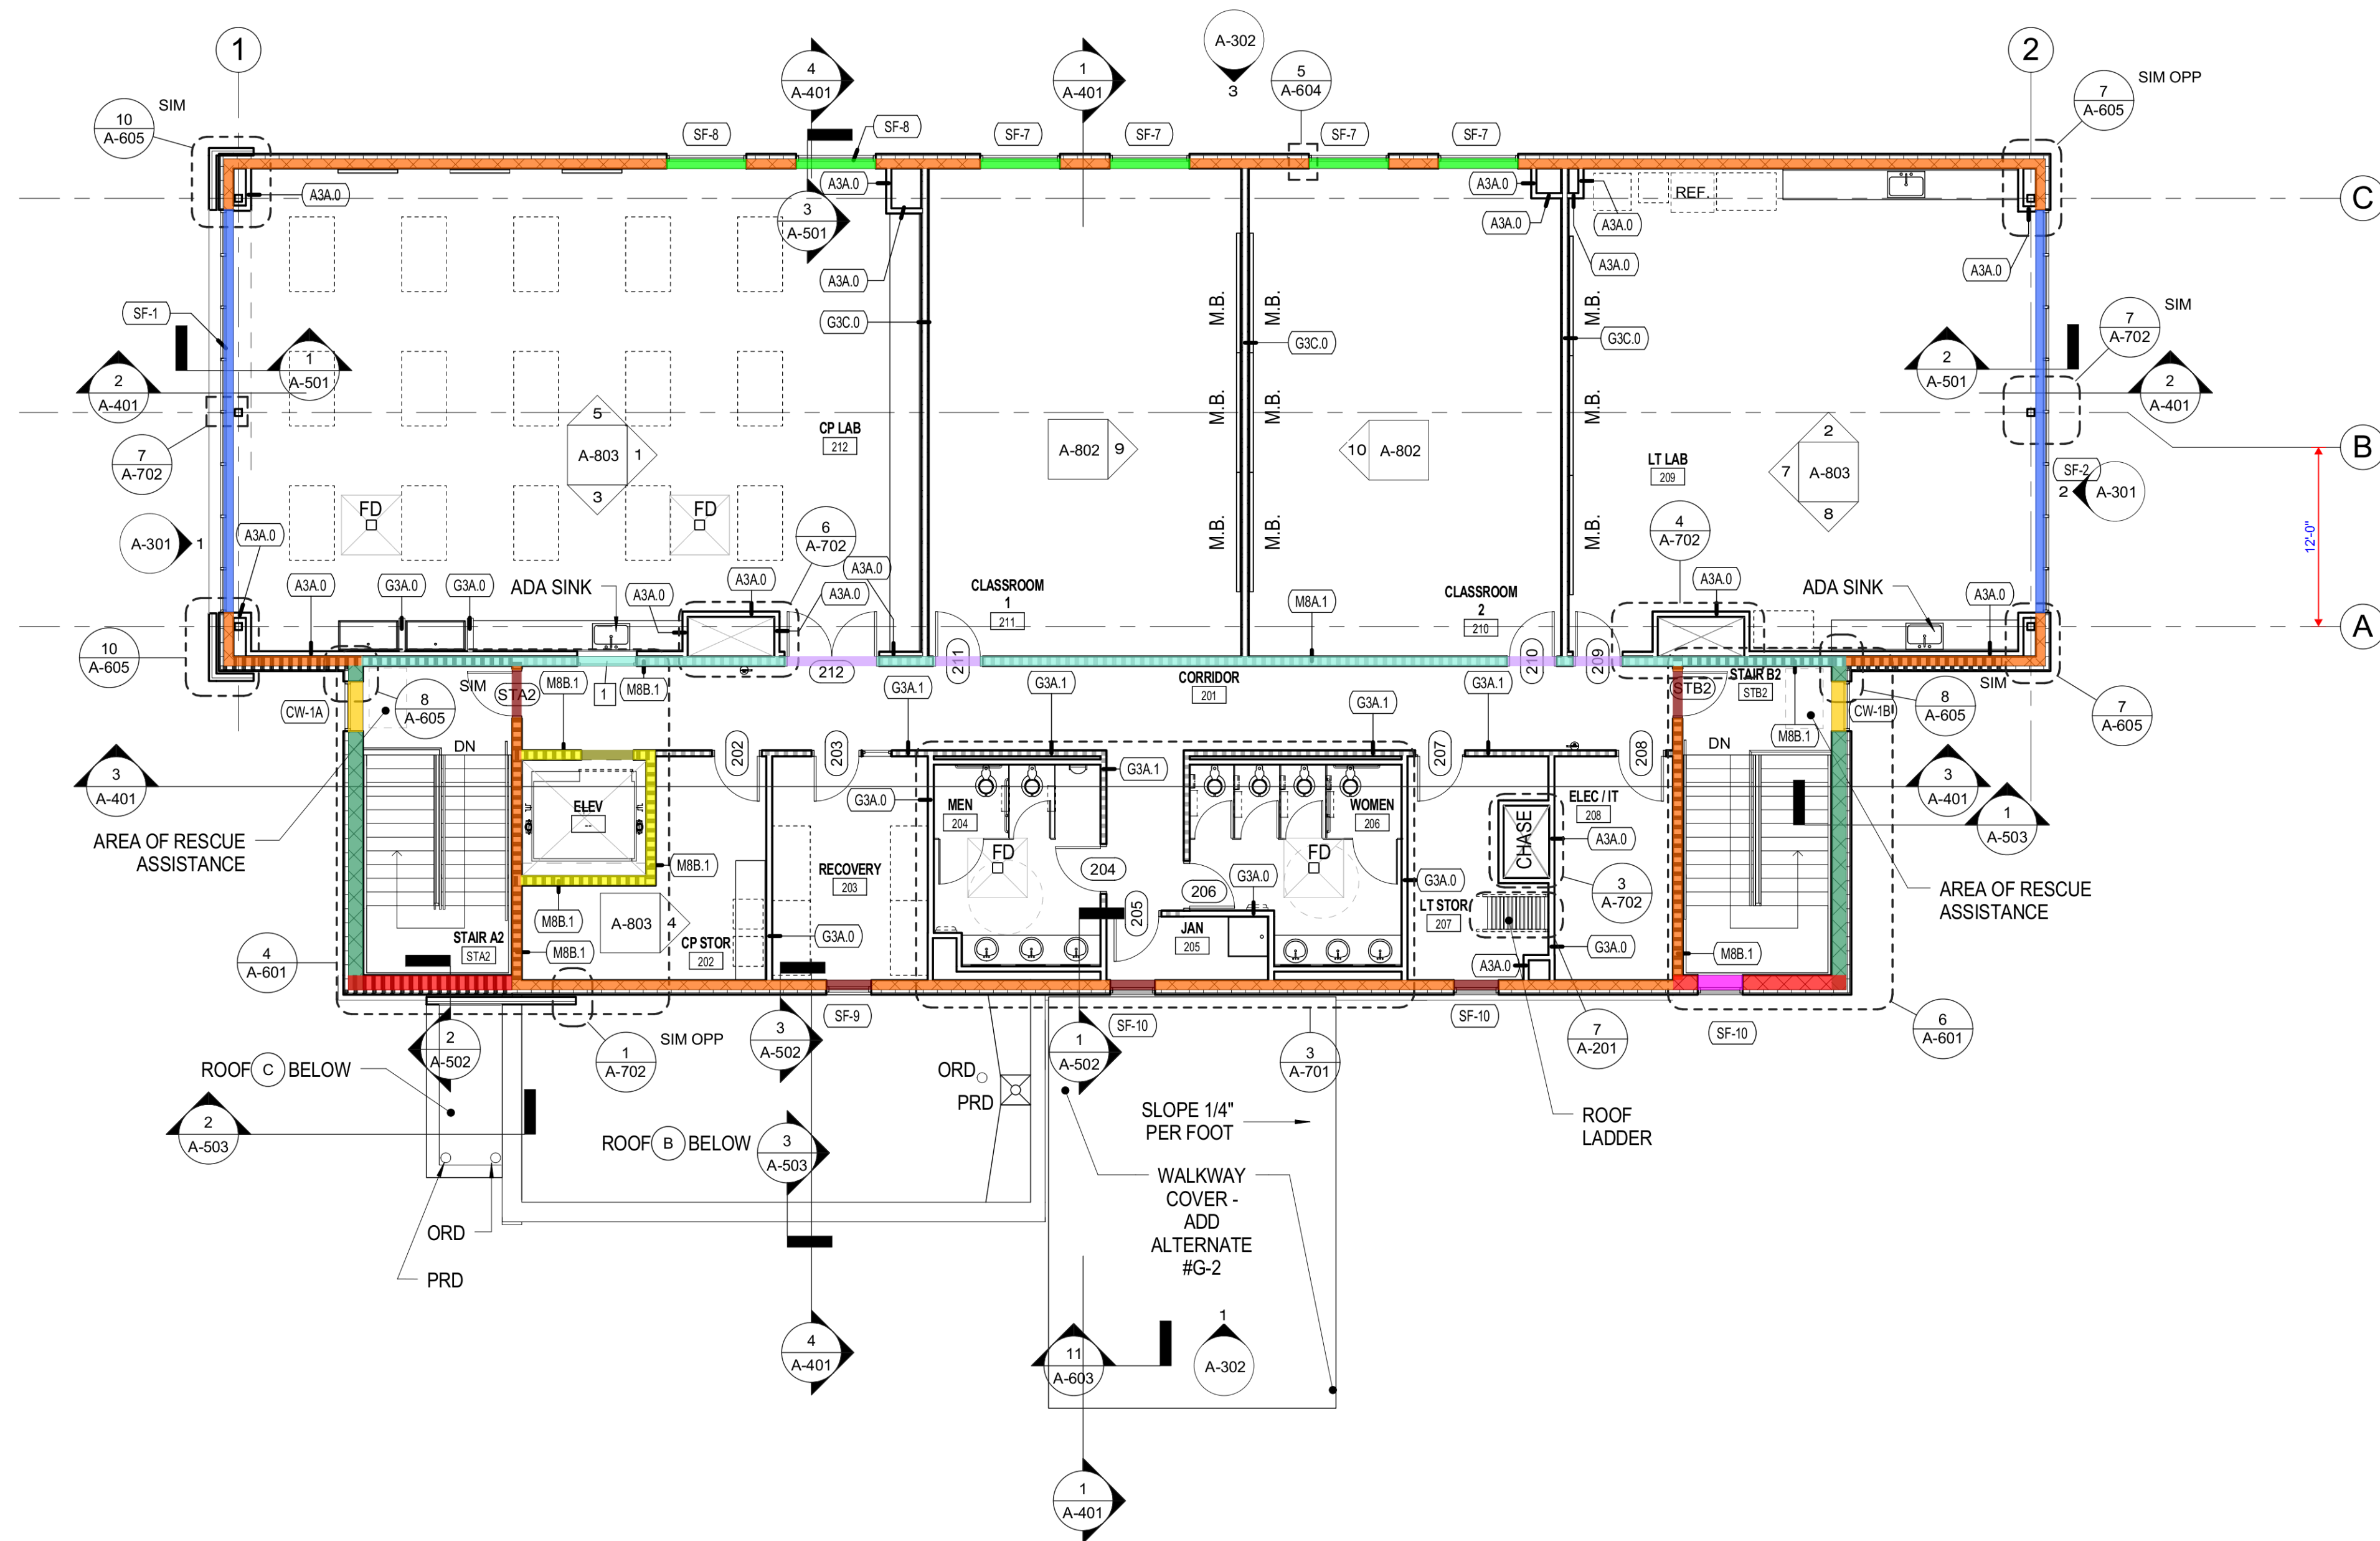 1
2
A-302
3
4
A-401
1
A-401
5
A-604
SIM OPP
7
A-605
SIM
10
A-605
SF-8
SF-8
SF-7
SF-7
SF-7
SF-7
A3A.0
A3A.0
A3A.0
A3A.0
REF.
C
3
A-501
A3A.0
A3A.0
A3A.0
A3A.0
A3A.0
SF-1
G3C.0
M.B.
M.B.
M.B.
G3C.0
G3C.0
SIM
7
A-702
1
A-501
2
A-401
2
A-501
2
A-401
M.B.
M.B.
M.B.
5
A-803
1
3
CP LAB
212
A-802
9
10
A-802
2
7
A-803
8
LT LAB
209
B
7
A-702
SF-2
2
A-301
12'-0"
FD
FD
M.B.
M.B.
M.B.
A-301
1
A3A.0
6
A-702
4
A-702
A3A.0
G3A.0
G3A.0
ADA SINK
A3A.0
A3A.0
A3A.0
A3A.0
CLASSROOM
1
211
M8A.1
CLASSROOM
2
210
A3A.0
ADA SINK
A3A.0
A
10
A-605
212
211
210
209
SIM
STA2
M8B.1
1
M8B.1
G3A.1
G3A.1
CORRIDOR
201
G3A.1
G3A.1
STB2
STAIR B2
STB2
SIM
CW-1A
8
A-605
CW-1B
8
A-605
7
A-605
M8B.1
DN
DN
202
203
207
208
3
A-401
G3A.1
G3A.0
MEN
204
WOMEN
206
ELEC / IT
208
3
A-401
ELEV
--
CHASE
A3A.0
1
A-503
AREA OF RESCUE
ASSISTANCE
M8B.1
RECOVERY
203
FD
FD
204
G3A.0
G3A.0
206
3
A-702
AREA OF RESCUE
ASSISTANCE
M8B.1
A-803
4
205
LT STOR
207
STAIR A2
STA2
M8B.1
CP STOR
202
G3A.0
JAN
205
G3A.0
M8B.1
A3A.0
4
A-601
SF-9
SF-10
SF-10
SF-10
6
A-601
2
A-502
1
A-702
SIM OPP
3
A-502
1
A-502
3
A-701
7
A-201
ROOF C BELOW
ORD
PRD
SLOPE 1/4"
PER FOOT
ROOF
LADDER
2
A-503
ROOF B BELOW
3
A-503
WALKWAY
COVER -
ADD
ALTERNATE
#G-2
ORD
PRD
4
A-401
11
A-603
1
A-302
1
A-401